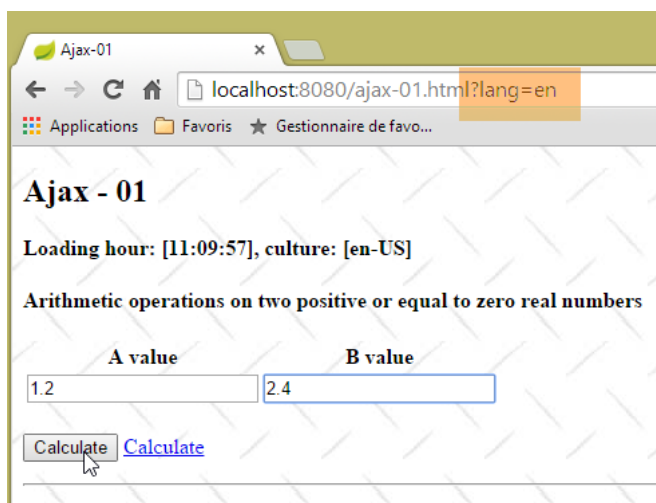 Ajax-01
localhost:8080/ajax-01.html?lang=en
Applications Favoris Gestionnaire de favo...
Ajax - 01
Loading hour: [11:09:57], culture: [en-US]
Arithmetic operations on two positive or equal to zero real numbers
A value B value
1.2 2.4
Calculate Calculate